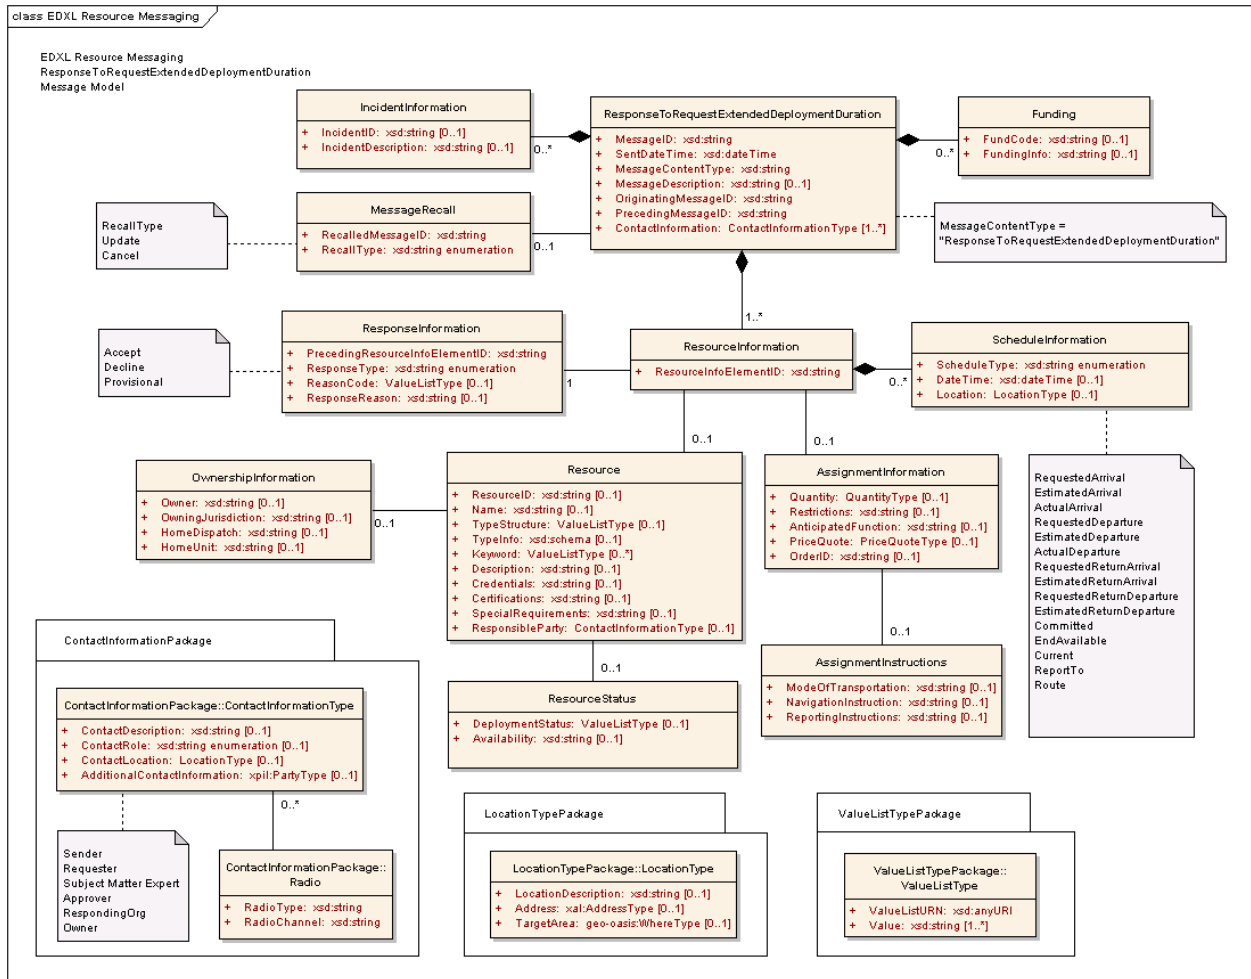 class EDXL Resource Messaging
EDXL Resource Messaging
ResponseToRequestExtendedDeploymentDuration
Message Model
IncidentInformation
+ IncidentID: xsd:string [0..1]
+ IncidentDescription: xsd:string [0..1]
0..*
ResponseToRequestExtendedDeploymentDuration
+ MessageID: xsd:string
+ SentDateTime: xsd:dateTime
+ MessageContentType: xsd:string
+ MessageDescription: xsd:string [0..1]
+ OriginatingMessageID: xsd:string
+ PrecedingMessageID: xsd:string
+ ContactInformation: ContactInformationType [1..*]
Funding
+ FundCode: xsd:string [0..1]
+ FundingInfo: xsd:string [0..1]
0..*
RecallType
Update
Cancel
MessageRecall
+ RecalledMessageID: xsd:string
+ RecallType: xsd:string enumeration
0..1
MessageContentType =
"ResponseToRequestExtendedDeploymentDuration"
1..*
Accept
Decline
Provisional
ResponseInformation
+ PrecedingResourceInfoElementID: xsd:string
+ ResponseType: xsd:string enumeration
+ ReasonCode: ValueListType [0..1]
+ ResponseReason: xsd:string [0..1]
1
ResourceInformation
+ ResourceInfoElementID: xsd:string
ScheduleInformation
+ ScheduleType: xsd:string enumeration
+ DateTime: xsd:dateTime [0..1]
+ Location: LocationType [0..1]
0..*
0..1
0..1
OwnershipInformation
+ Owner: xsd:string [0..1]
+ OwningJurisdiction: xsd:string [0..1]
+ HomeDispatch: xsd:string [0..1]
+ HomeUnit: xsd:string [0..1]
0..1
Resource
+ ResourceID: xsd:string [0..1]
+ Name: xsd:string [0..1]
+ TypeStructure: ValueListType [0..1]
+ TypeInfo: xsd:schema [0..1]
+ Keyword: ValueListType [0..*]
+ Description: xsd:string [0..1]
+ Credentials: xsd:string [0..1]
+ Certifications: xsd:string [0..1]
+ SpecialRequirements: xsd:string [0..1]
+ ResponsibleParty: ContactInformationType [0..1]
0..1
AssignmentInformation
+ Quantity: QuantityType [0..1]
+ Restrictions: xsd:string [0..1]
+ AnticipatedFunction: xsd:string [0..1]
+ PriceQuote: PriceQuoteType [0..1]
+ OrderID: xsd:string [0..1]
0..1
RequestedArrival
EstimatedArrival
ActualArrival
RequestedDeparture
EstimatedDeparture
ActualDeparture
RequestedReturnArrival
EstimatedReturnArrival
RequestedReturnDeparture
EstimatedReturnDeparture
Committed
EndAvailable
Current
ReportTo
Route
AssignmentInstructions
+ ModeOfTransportation: xsd:string [0..1]
+ NavigationInstruction: xsd:string [0..1]
+ ReportingInstructions: xsd:string [0..1]
ResourceStatus
+ DeploymentStatus: ValueListType [0..1]
+ Availability: xsd:string [0..1]
ContactInformationPackage
ContactInformationPackage::ContactInformationType
+ ContactDescription: xsd:string [0..1]
+ ContactRole: xsd:string enumeration [0..1]
+ ContactLocation: LocationType [0..1]
+ AdditionalContactInformation: xpil:PartyType [0..1]
0..*
Sender
Requester
Subject Matter Expert
Approver
RespondingOrg
Owner
ContactInformationPackage::
Radio
+ RadioType: xsd:string
+ RadioChannel: xsd:string
LocationTypePackage
LocationTypePackage::LocationType
+ LocationDescription: xsd:string [0..1]
+ Address: xal:AddressType [0..1]
+ TargetArea: geo-oasis:WhereType [0..1]
ValueListTypePackage
ValueListTypePackage::
ValueListType
+ ValueListURN: xsd:anyURI
+ Value: xsd:string [1..*]